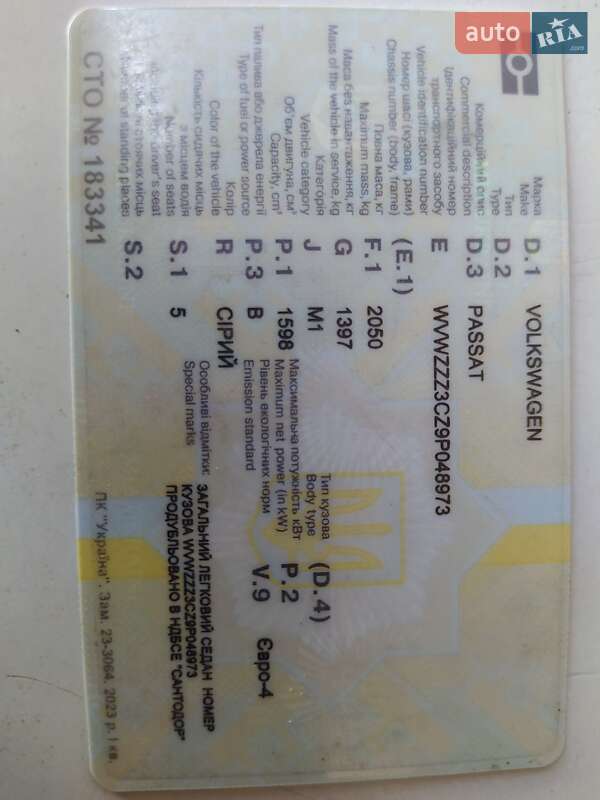 auto RIA.com
Марка D.1 VOLKSWAGEN
Make
Тип D.2
Type
Комерційний опис D.3 PASSAT
Commercial description
Ідентифікаційний номер E WVWZZZ3CZ9P048973
транспортного засобу
Vehicle identification number
Номер шасі (кузова, рами) (E.1)
Chassis number (body, frame)
Повна маса, кг F.1 2050
Maximum mass, kg
Маса без навантаження, кг G 1397
Mass of the vehicle in service, kg
Категорія J M1
Vehicle category
Тип кузова (D.4)
Body type
Об'єм двигуна, см³ P.1 1598
Capacity, cm³
Максимальна потужність кВт P.2
Maximum net power (in kW)
Тип палива або джерела енергії P.3 B
Type of fuel or power source
Рівень екологічних норм V.9 Євро-4
Emission standard
Колір R СІРИЙ
Color of the vehicle
Кількість сидячих місць S.1 5
з місцем водія
Number of seats
driver's seat
Особливі відмітки:
Special marks
ЗАГАЛЬНИЙ ЛЕГКОВИЙ СЕДАН НОМЕР
КУЗОВА WVWZZZ3CZ9P048973
ПРОДУБЛЬОВАНО В НДБСЕ "САНТОДОР"
стоячих місць S.2
Number of standing places
СТО № 183341
ПК "Україна". Зам. 23-3064. 2023 р. І кв.